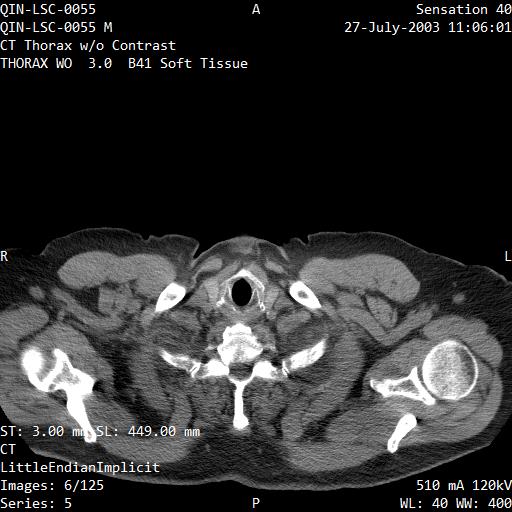 QIN-LSC-0055
A
Sensation 40
QIN-LSC-0055 M
27-July-2003 11:06:01
CT Thorax w/o Contrast
THORAX WO  3.0  B41 Soft Tissue
R
L
ST: 3.00 mm SL: 449.00 mm
CT
LittleEndianImplicit
Images: 6/125
510 mA 120kV
Series: 5
P
WL: 40 WW: 400